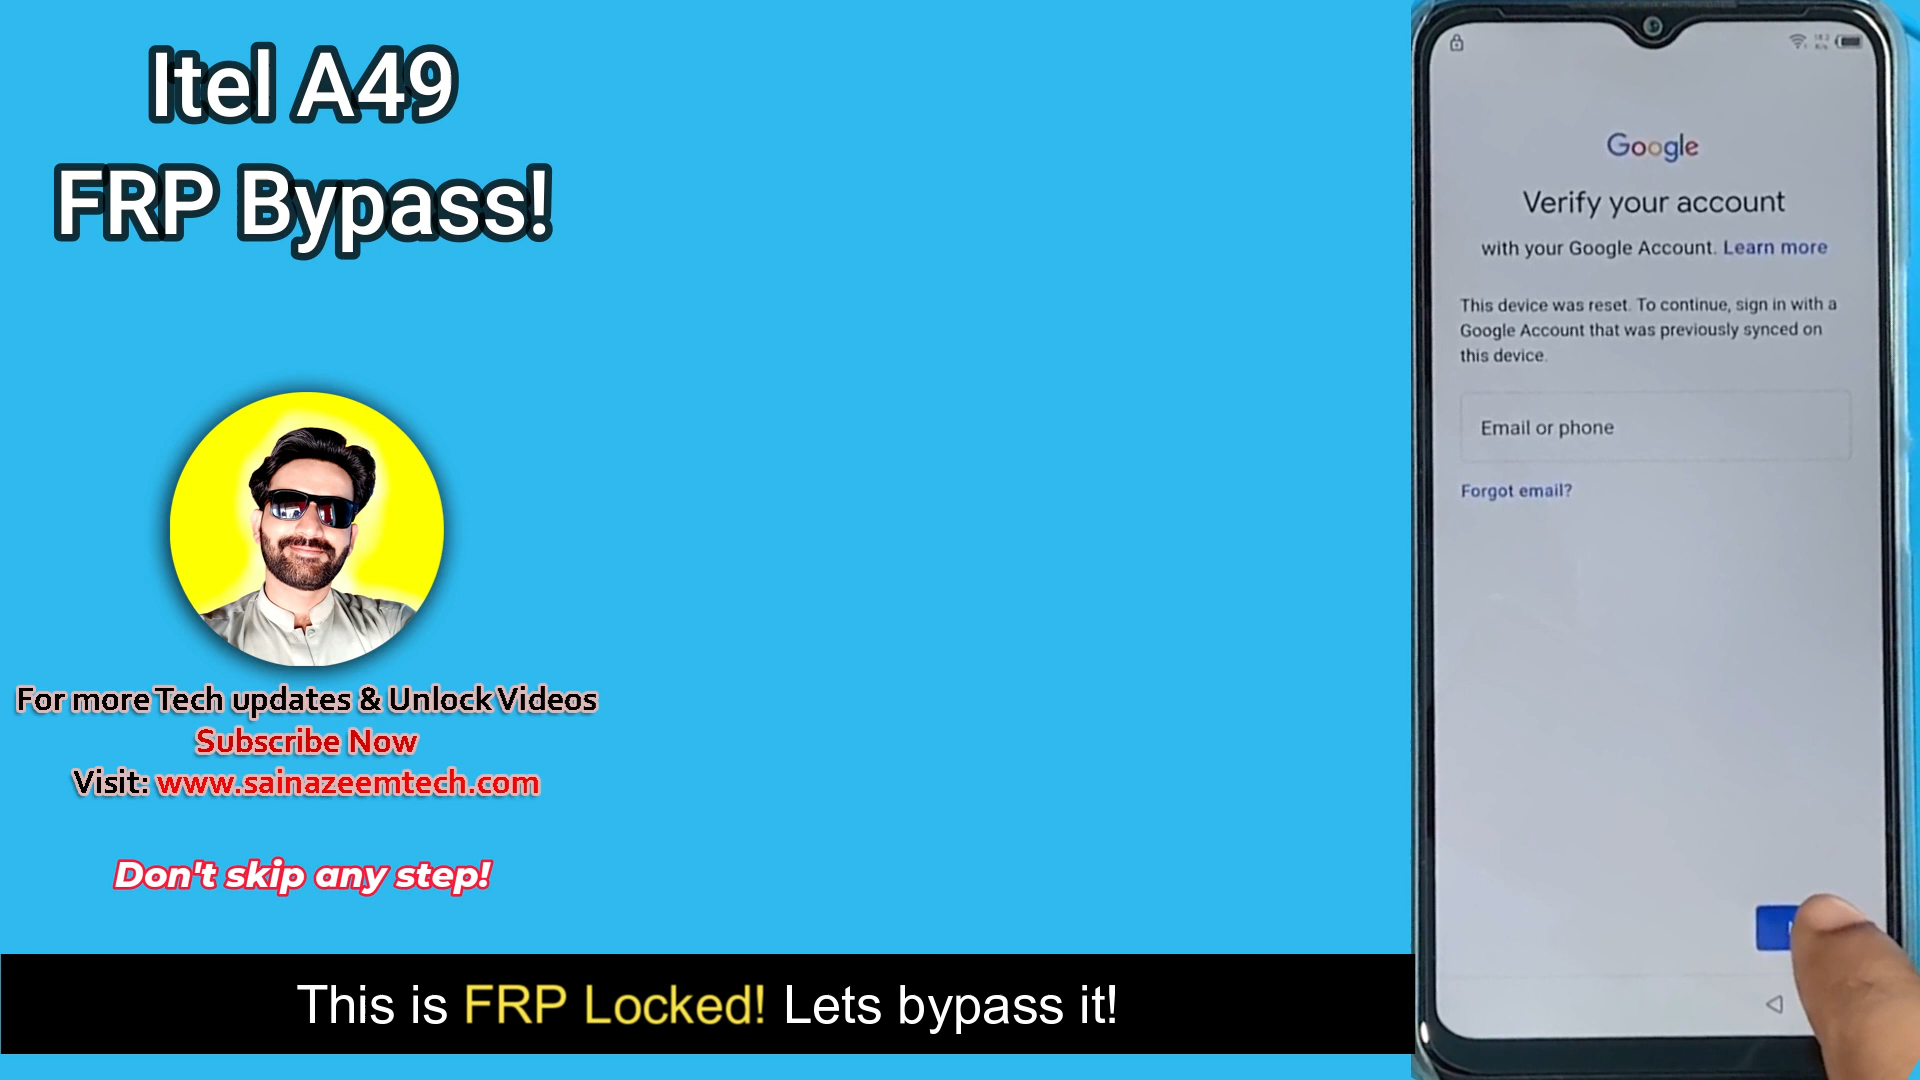 Itel A49
FRP Bypass!
For more Tech updates & Unlock Videos
Subscribe Now
Visit: www.sainazeemtech.com
Don't skip any step!
This is FRP Locked! Lets bypass it!
Google
Verify your account
with your Google Account. Learn more
This device was reset. To continue, sign in with a
Google Account that was previously synced on
this device.
Email or phone
Forgot email?